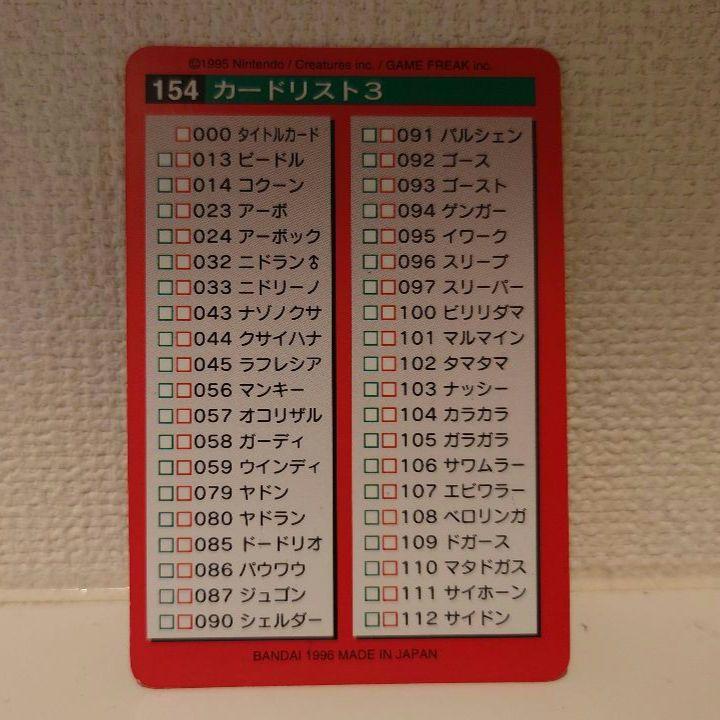 ©1995 Nintendo / Creatures inc. / GAME FREAK inc.
154 カードリスト3
□000 タイトルカード
□□013 ビードル
□□014 コクーン
□□023 アーボ
□□024 アーボック
□□032 ニドラン♂
□□033 ニドリーノ
□□043 ナゾノクサ
□□044 クサイハナ
□□045 ラフレシア
□□056 マンキー
□□057 オコリザル
□□058 ガーディ
□□059 ウインディ
□□079 ヤドン
□□080 ヤドラン
□□085 ドードリオ
□□086 パウワウ
□□087 ジュゴン
□□090 シェルダー
□□091 パルシェン
□□092 ゴース
□□093 ゴースト
□□094 ゲンガー
□□095 イワーク
□□096 スリープ
□□097 スリーパー
□□100 ビリリダマ
□□101 マルマイン
□□102 タマタマ
□□103 ナッシー
□□104 カラカラ
□□105 ガラガラ
□□106 サワムラー
□□107 エビワラー
□□108 ベロリンガ
□□109 ドガース
□□110 マタドガス
□□111 サイホーン
□□112 サイドン
BANDAI 1996 MADE IN JAPAN